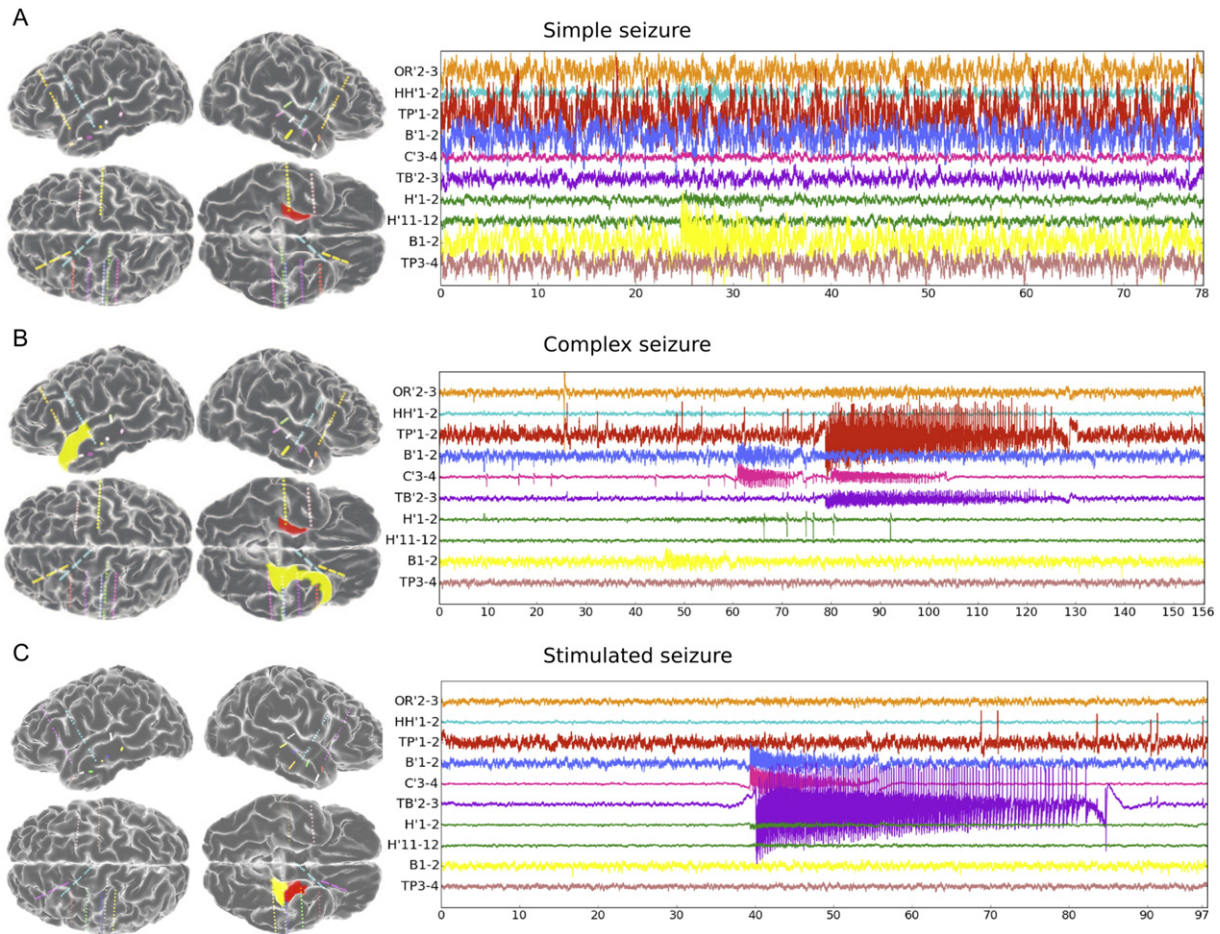 A
Simple seizure
OR'2-3
HH'1-2
TP'1-2
B'1-2
C'3-4
TB'2-3
H'1-2
H'11-12
B1-2
TP3-4
0 10 20 30 40 50 60 70 78
B
Complex seizure
OR'2-3
HH'1-2
TP'1-2
B'1-2
C'3-4
TB'2-3
H'1-2
H'11-12
B1-2
TP3-4
0 10 20 30 40 50 60 70 80 90 100 110 120 130 140 150 156
C
Stimulated seizure
OR'2-3
HH'1-2
TP'1-2
B'1-2
C'3-4
TB'2-3
H'1-2
H'11-12
B1-2
TP3-4
0 10 20 30 40 50 60 70 80 90 97